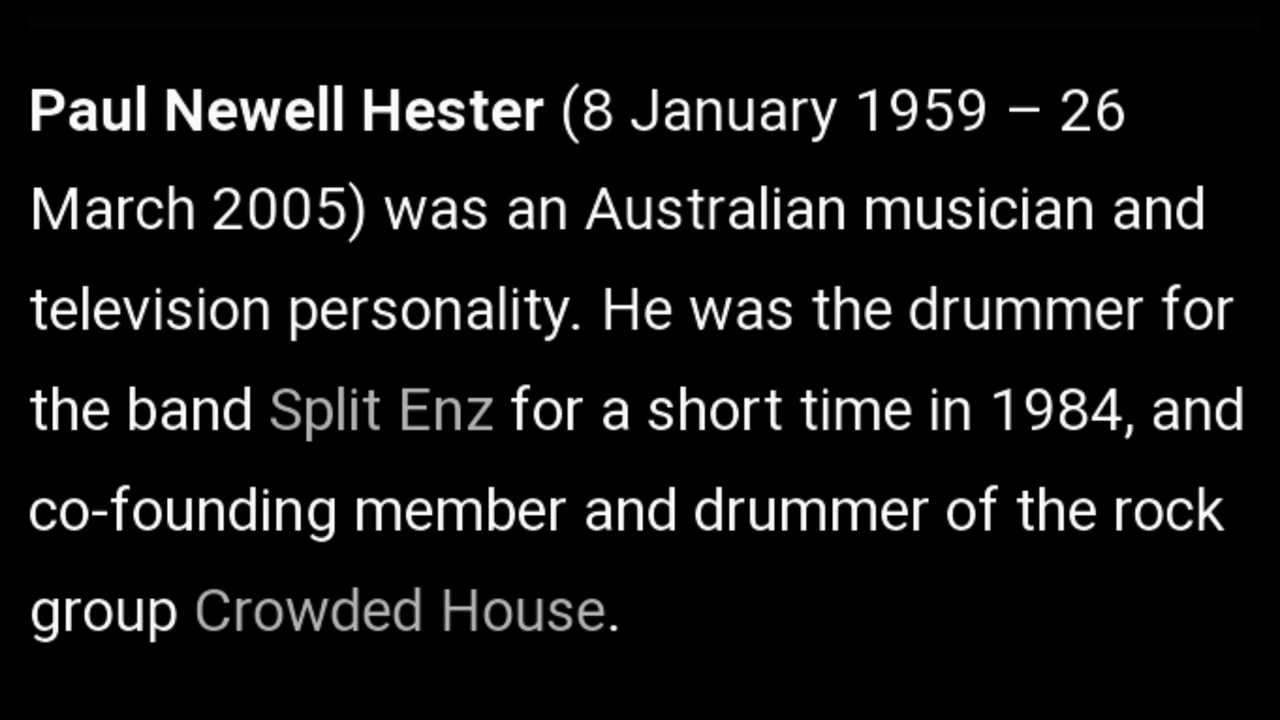 Paul Newell Hester (8 January 1959 – 26
March 2005) was an Australian musician and
television personality. He was the drummer for
the band Split Enz for a short time in 1984, and
co-founding member and drummer of the rock
group Crowded House.